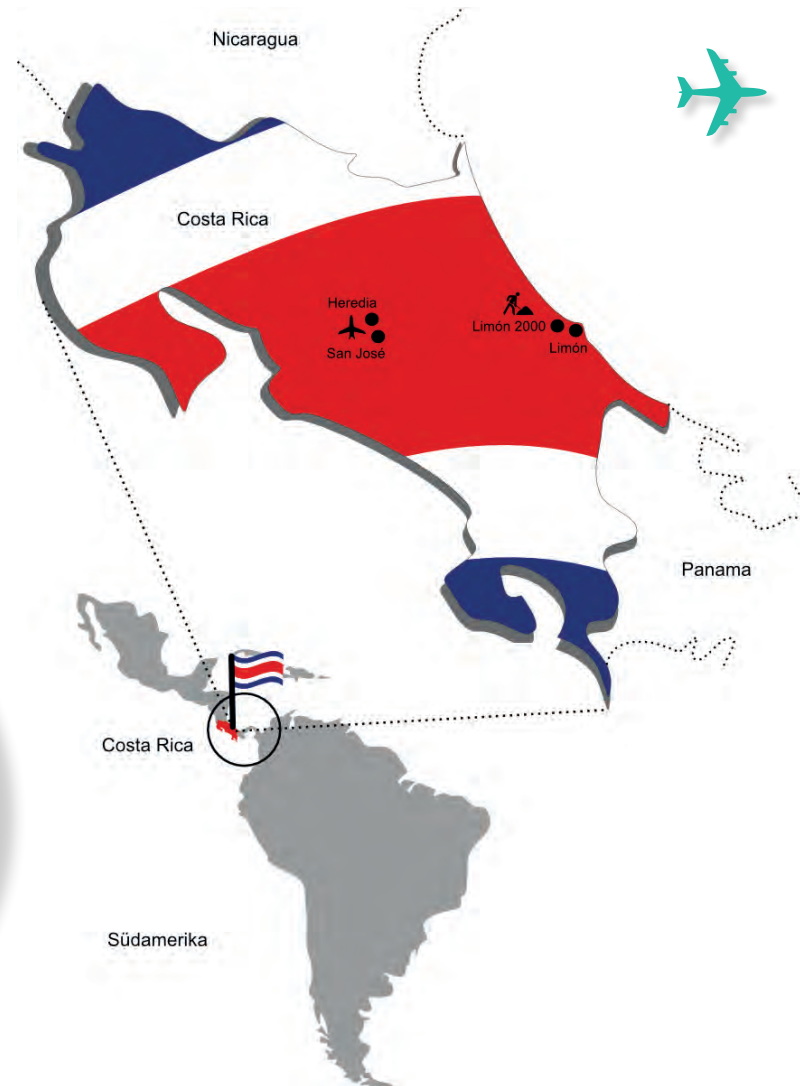 Nicaragua
Costa Rica
Heredia
San José
Limón 2000
Limón
Panama
Costa Rica
Südamerika